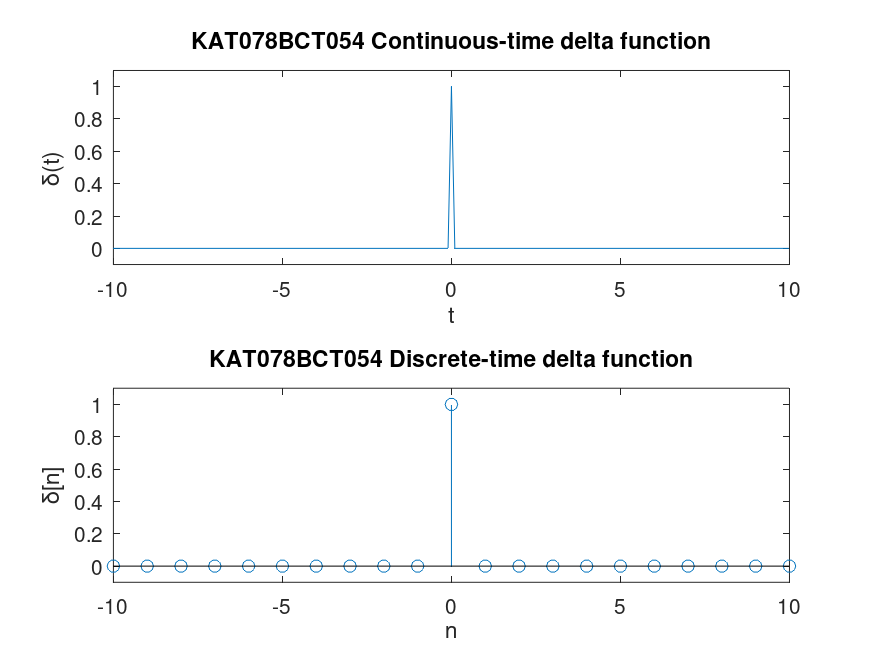 KAT078BCT054 Continuous-time delta function
1
0.8
0.6
0.4
0.2
0
δ(t)
-10 -5 0 5 10
t
KAT078BCT054 Discrete-time delta function
1
0.8
0.6
0.4
0.2
0
δ[n]
-10 -5 0 5 10
n